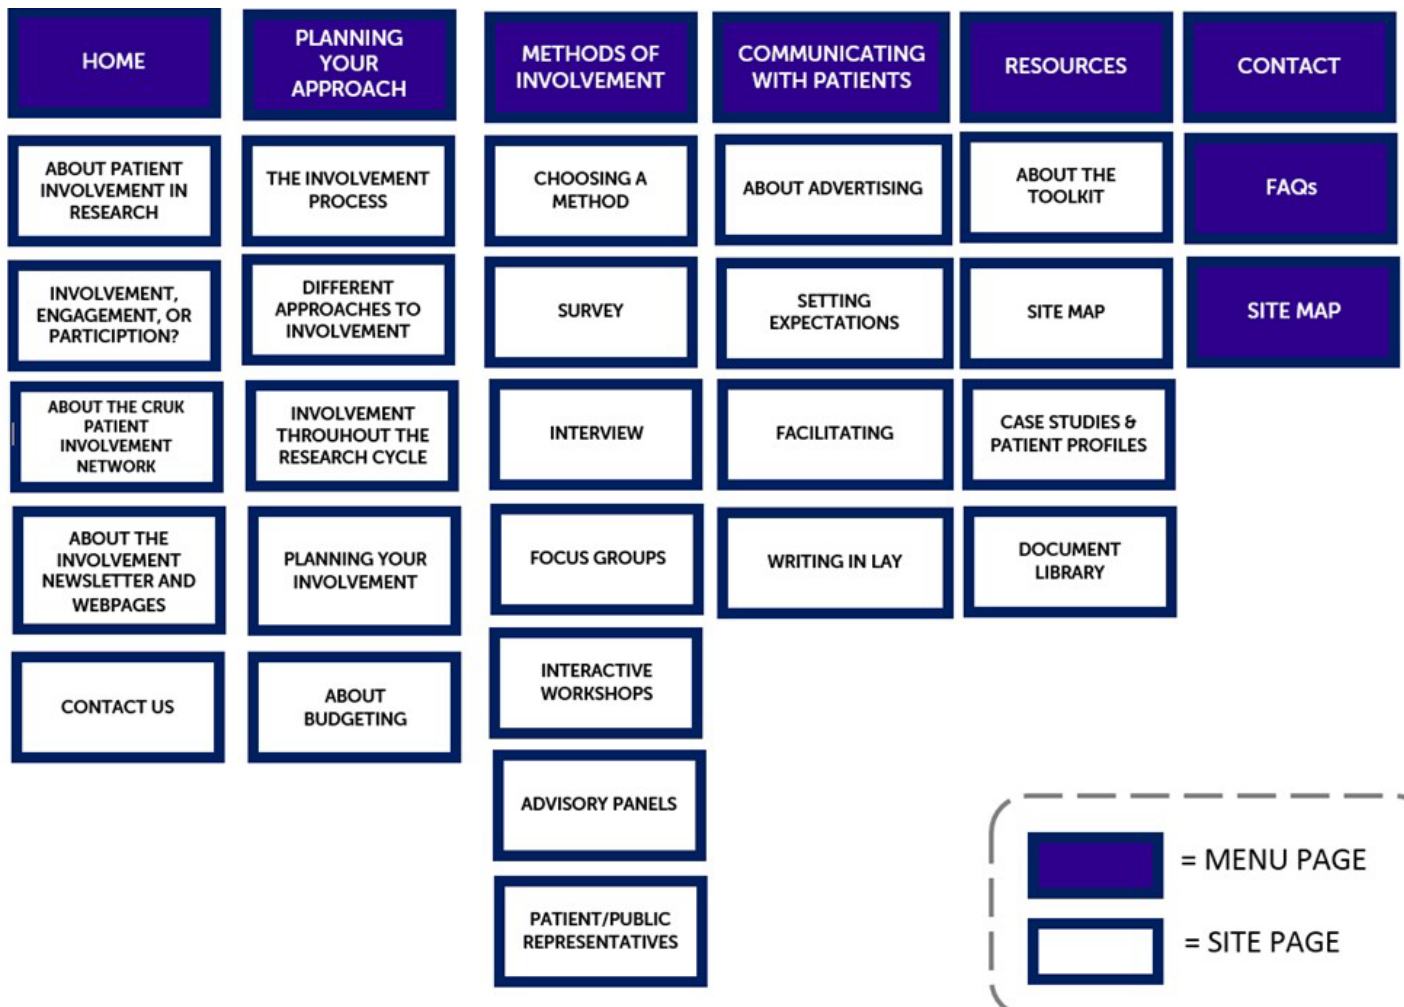 HOME
PLANNING
YOUR
APPROACH
METHODS OF
INVOLVEMENT
COMMUNICATING
WITH PATIENTS
RESOURCES
CONTACT
ABOUT PATIENT
INVOLVEMENT IN
RESEARCH
THE INVOLVEMENT
PROCESS
CHOOSING A
METHOD
ABOUT ADVERTISING
ABOUT THE
TOOLKIT
FAQs
INVOLVEMENT,
ENGAGEMENT, OR
PARTICIPTION?
DIFFERENT
APPROACHES TO
INVOLVEMENT
SURVEY
SETTING
EXPECTATIONS
SITE MAP
SITE MAP
ABOUT THE CRUK
PATIENT
INVOLVEMENT
NETWORK
INVOLVEMENT
THROUHOUT THE
RESEARCH CYCLE
INTERVIEW
FACILITATING
CASE STUDIES &
PATIENT PROFILES
ABOUT THE
INVOLVEMENT
NEWSLETTER AND
WEBPAGES
PLANNING YOUR
INVOLVEMENT
FOCUS GROUPS
WRITING IN LAY
DOCUMENT
LIBRARY
CONTACT US
ABOUT
BUDGETING
INTERACTIVE
WORKSHOPS
ADVISORY PANELS
PATIENT/PUBLIC
REPRESENTATIVES
= MENU PAGE
= SITE PAGE